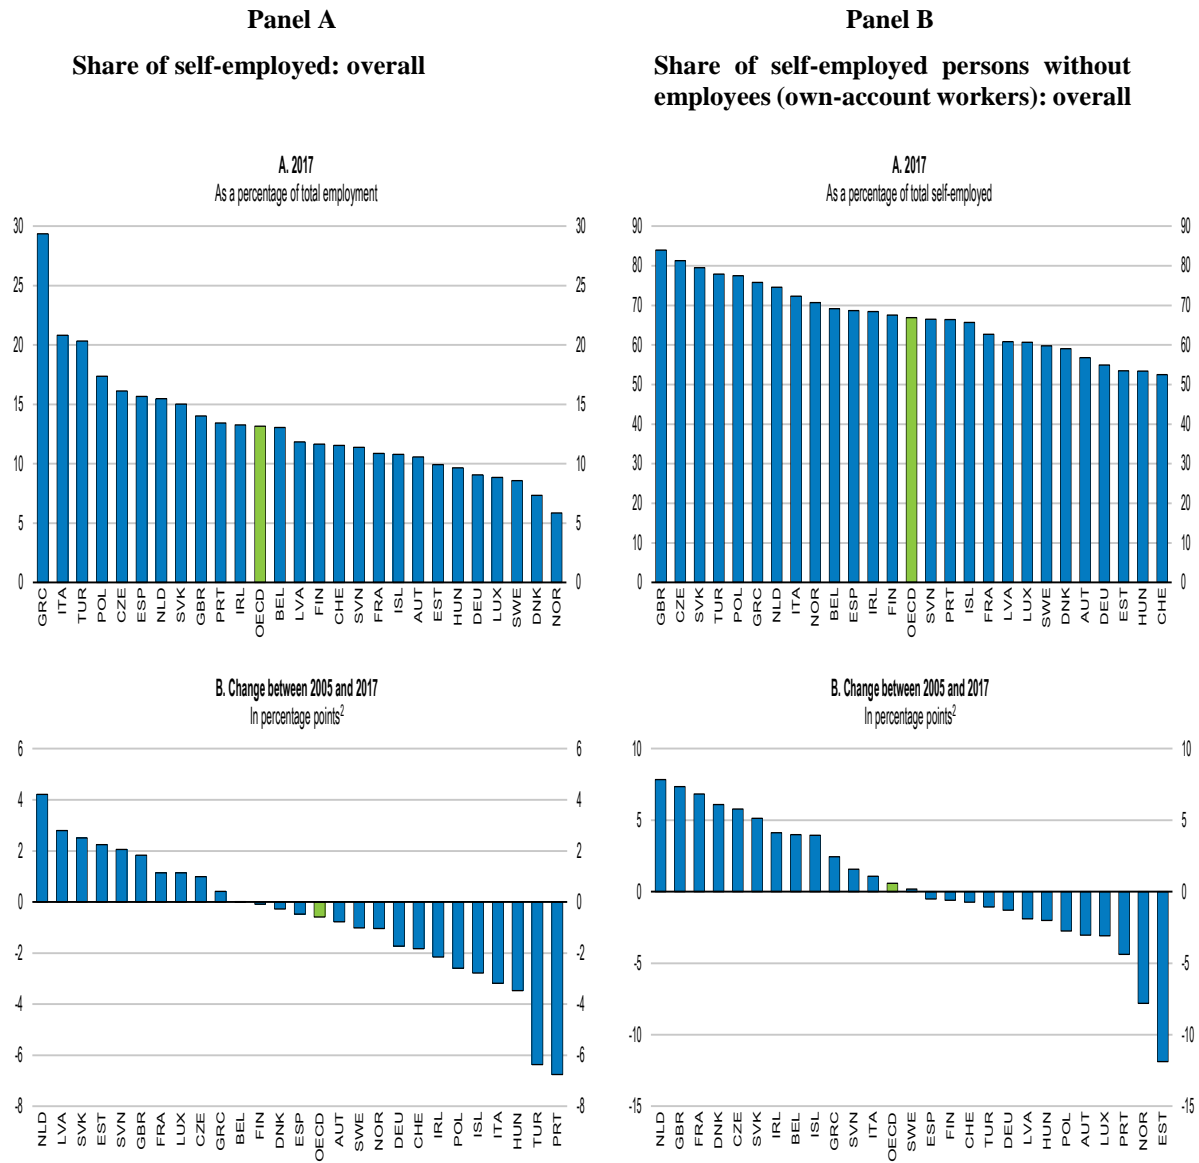 Panel A
Share of self-employed: overall
A. 2017
As a percentage of total employment
30 30
25 25
20 20
15 15
10 10
5 5
0 0
GRC ITA TUR POL CZE ESP NLD SVK GBR PRT IRL OECD BEL LVA FIN CHE SVN FRA ISL AUT EST HUN DEU LUX SWE DNK NOR
B. Change between 2005 and 2017
In percentage points2
6 6
4 4
2 2
0 0
-2 -2
-4 -4
-6 -6
-8 -8
NLD LVA SVK EST SVN GBR FRA LUX CZE GRC BEL FIN DNK ESP OECD AUT SWE NOR DEU CHE IRL POL ISL ITA HUN TUR PRT
Panel B
Share of self-employed persons without
employees (own-account workers): overall
A. 2017
As a percentage of total self-employed
90 90
80 80
70 70
60 60
50 50
40 40
30 30
20 20
10 10
0 0
GBR CZE SVK TUR POL GRC NLD ITA NOR BEL ESP IRL FIN OECD SVN PRT ISL FRA LVA LUX SWE DNK AUT DEU EST HUN CHE
B. Change between 2005 and 2017
In percentage points2
10 10
5 5
0 0
-5 -5
-10 -10
-15 -15
NLD GBR FRA DNK CZE SVK IRL BEL ISL GRC SVN ITA OECD SWE ESP FIN CHE TUR DEU LVA HUN POL AUT LUX PRT NOR EST